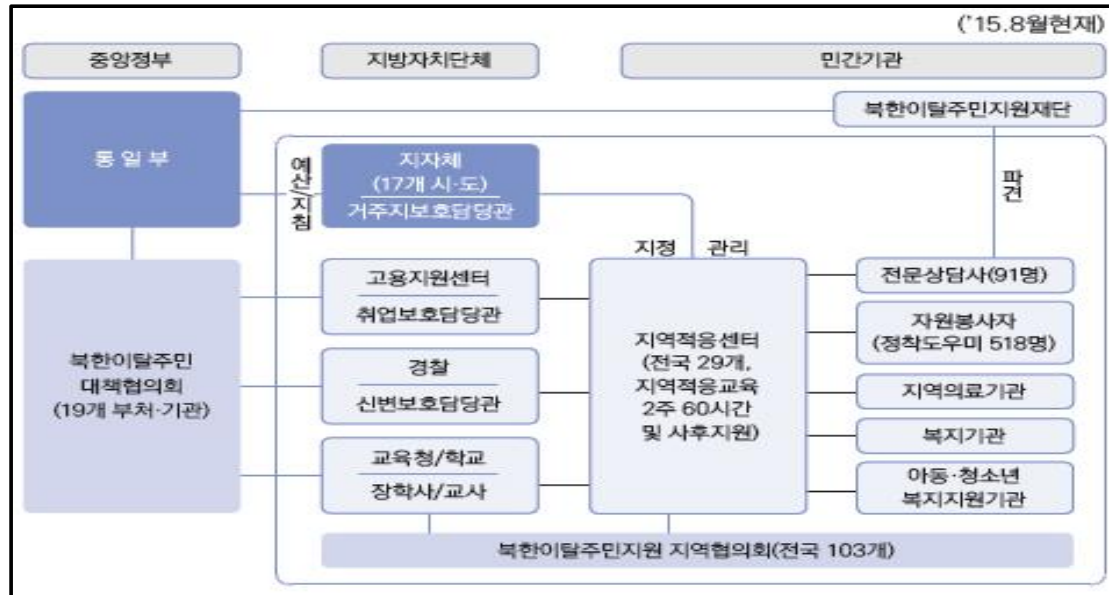 ('15.8월현재)
중앙정부
지방자치단체
민간기관
북한이탈주민지원재단
통일부
예산/지침
지자체
(17개 시·도)
거주지보호담당관
파견
지정 관리
고용지원센터
취업보호담당관
전문상담사(91명)
북한이탈주민
대책협의회
(19개 부처·기관)
경찰
신변보호담당관
지역적응센터
(전국 29개,
지역적응교육
2주 60시간
및 사후지원)
자원봉사자
(정착도우미 518명)
지역의료기관
복지기관
교육청/학교
장학사/교사
아동·청소년
복지지원기관
북한이탈주민지원 지역협의회(전국 103개)